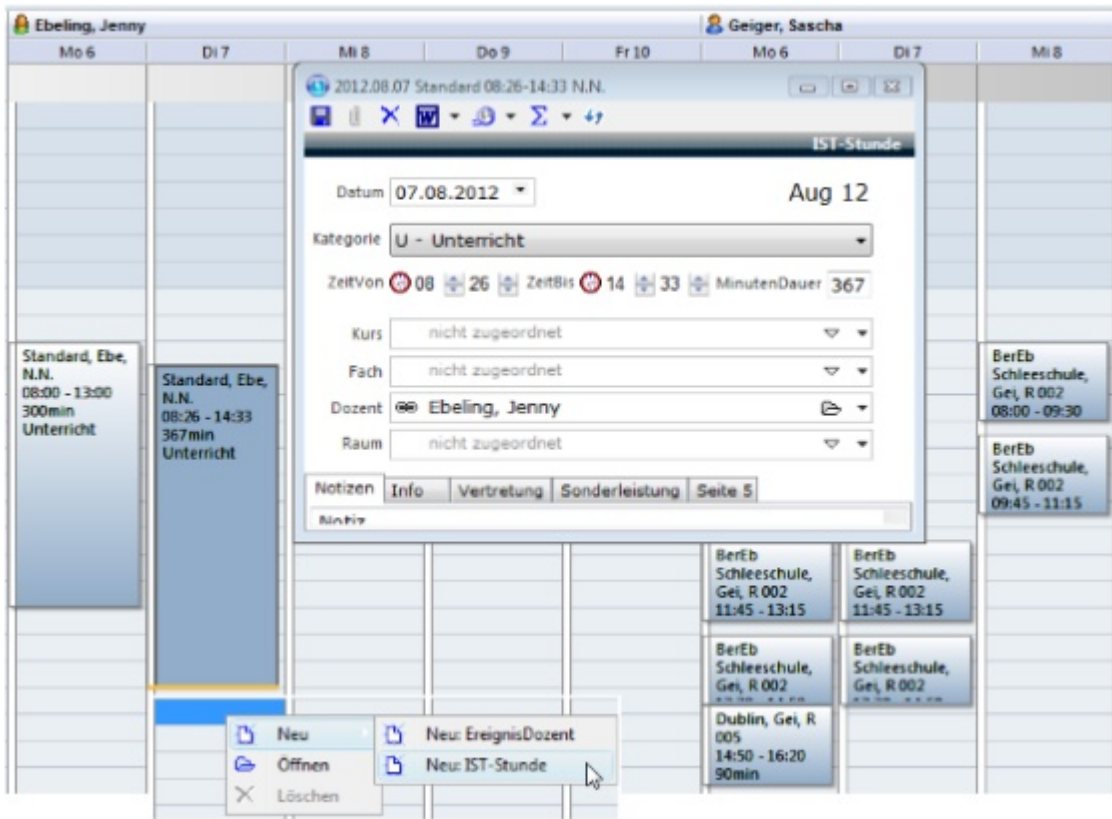 Ebeling, Jenny
Geiger, Sascha
Mo 6
Di 7
Mi 8
Do 9
Fr 10
Mo 6
Di 7
Mi 8
2012.08.07 Standard 08:26-14:33 N.N.
IST-Stunde
Datum 07.08.2012
Aug 12
Kategorie U - Unterricht
ZeitVon 08 26 ZeitBis 14 33 MinutenDauer 367
Kurs nicht zugeordnet
Fach nicht zugeordnet
Dozent Ebeling, Jenny
Raum nicht zugeordnet
Notizen Info Vertretung Sonderleistung Seite 5
Notiz
Standard, Ebe,
N.N.
08:00 - 13:00
300min
Unterricht
Standard, Ebe,
N.N.
08:26 - 14:33
367min
Unterricht
BerEb
Schleeschule,
Gei, R 002
08:00 - 09:30
BerEb
Schleeschule,
Gei, R 002
09:45 - 11:15
BerEb
Schleeschule,
Gei, R 002
11:45 - 13:15
BerEb
Schleeschule,
Gei, R 002
11:45 - 13:15
BerEb
Schleeschule,
Gei, R 002
BerEb
Schleeschule,
Gei, R 002
Dublin, Gei, R
005
14:50 - 16:20
90min
Neu
Öffnen
Löschen
Neu: EreignisDozent
Neu: IST-Stunde